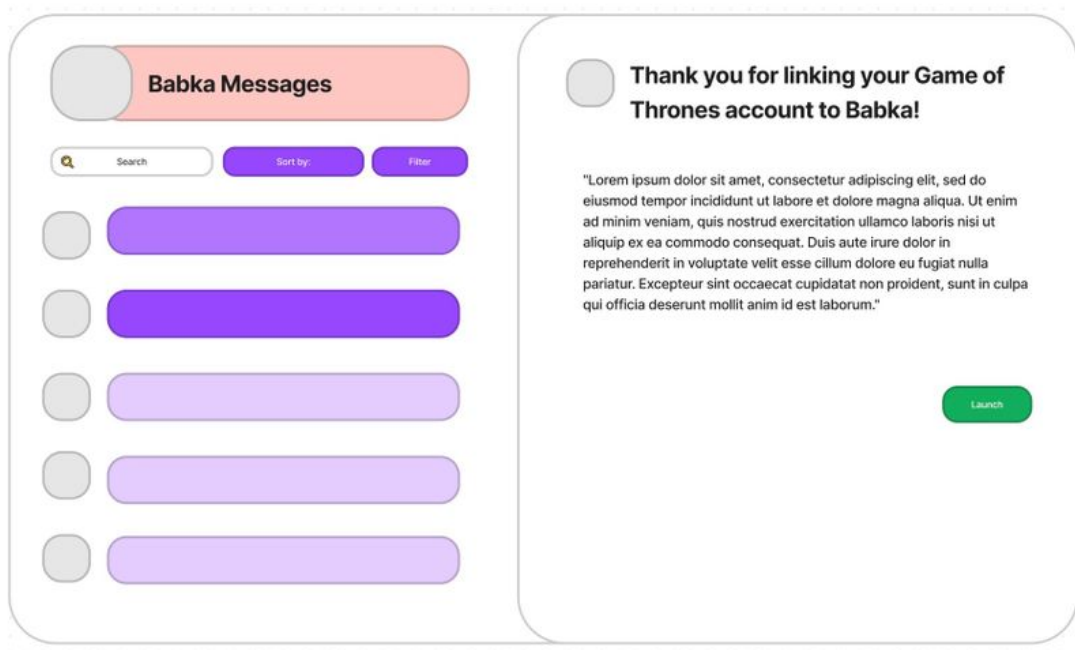 Babka Messages
Search
Sort by:
Filter
Thank you for linking your Game of
Thrones account to Babka!
"Lorem ipsum dolor sit amet, consectetur adipiscing elit, sed do
eiusmod tempor incididunt ut labore et dolore magna aliqua. Ut enim
ad minim veniam, quis nostrud exercitation ullamco laboris nisi ut
aliquip ex ea commodo consequat. Duis aute irure dolor in
reprehenderit in voluptate velit esse cillum dolore eu fugiat nulla
pariatur. Excepteur sint occaecat cupidatat non proident, sunt in culpa
qui officia deserunt mollit anim id est laborum."
Launch